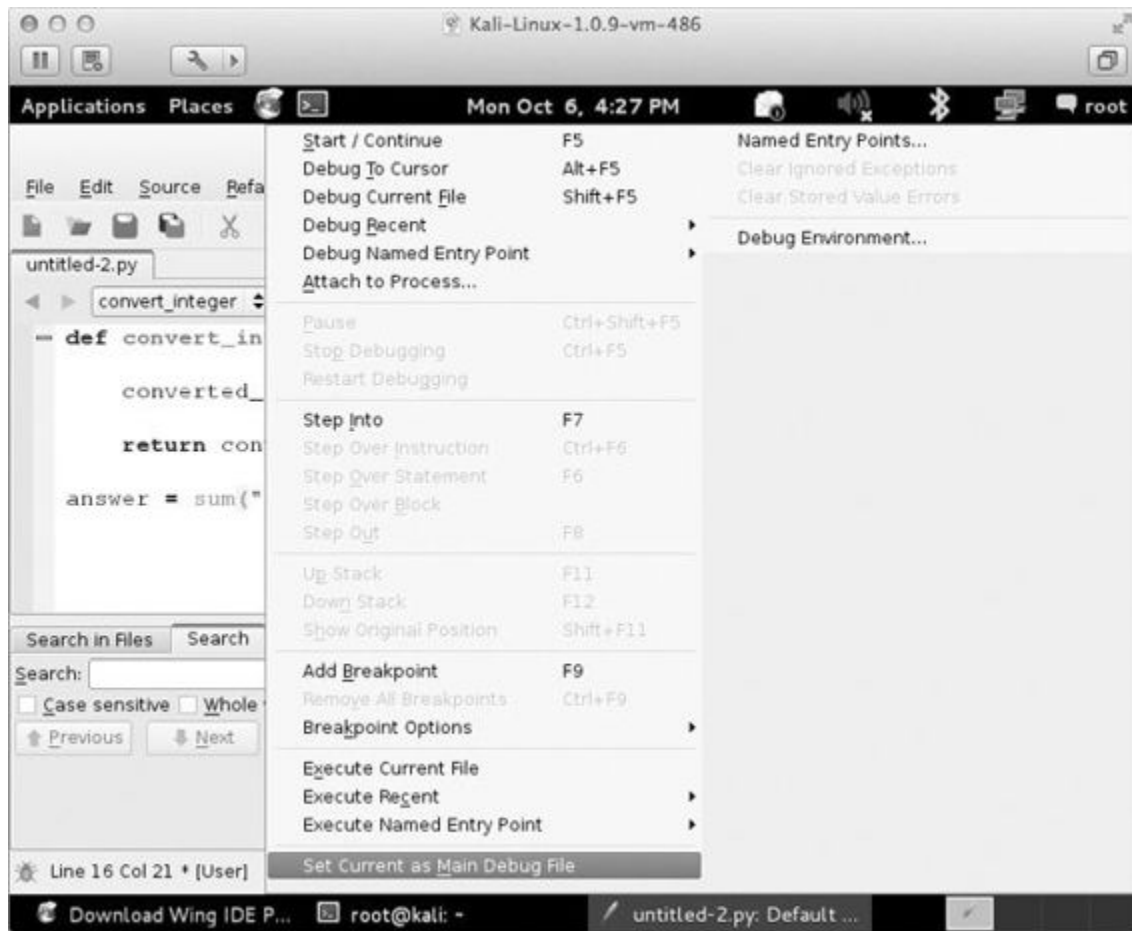 Kali-Linux-1.0.9-vm-486
Applications Places Mon Oct 6, 4:27 PM root
File Edit Source Refa
untitled-2.py
convert_integer
def convert_in
converted_
return con
answer = sum("
Search in Files Search
Search:
Case sensitive Whole
Previous Next
Line 16 Col 21 * [User]
Start / Continue F5
Debug To Cursor Alt+F5
Debug Current File Shift+F5
Debug Recent
Debug Named Entry Point
Attach to Process...
Pause Ctrl+Shift+F5
Stop Debugging Ctrl+F5
Restart Debugging
Step Into F7
Step Over Instruction Ctrl+F6
Step Over Statement F6
Step Over Block
Step Out F8
Up Stack F11
Down Stack F12
Show Original Position Shift+F11
Add Breakpoint F9
Remove All Breakpoints Ctrl+F9
Breakpoint Options
Execute Current File
Execute Recent
Execute Named Entry Point
Set Current as Main Debug File
Named Entry Points...
Clear Ignored Exceptions
Clear Stored Value Errors
Debug Environment...
Download Wing IDE P... root@kali: ~ untitled-2.py: Default ...